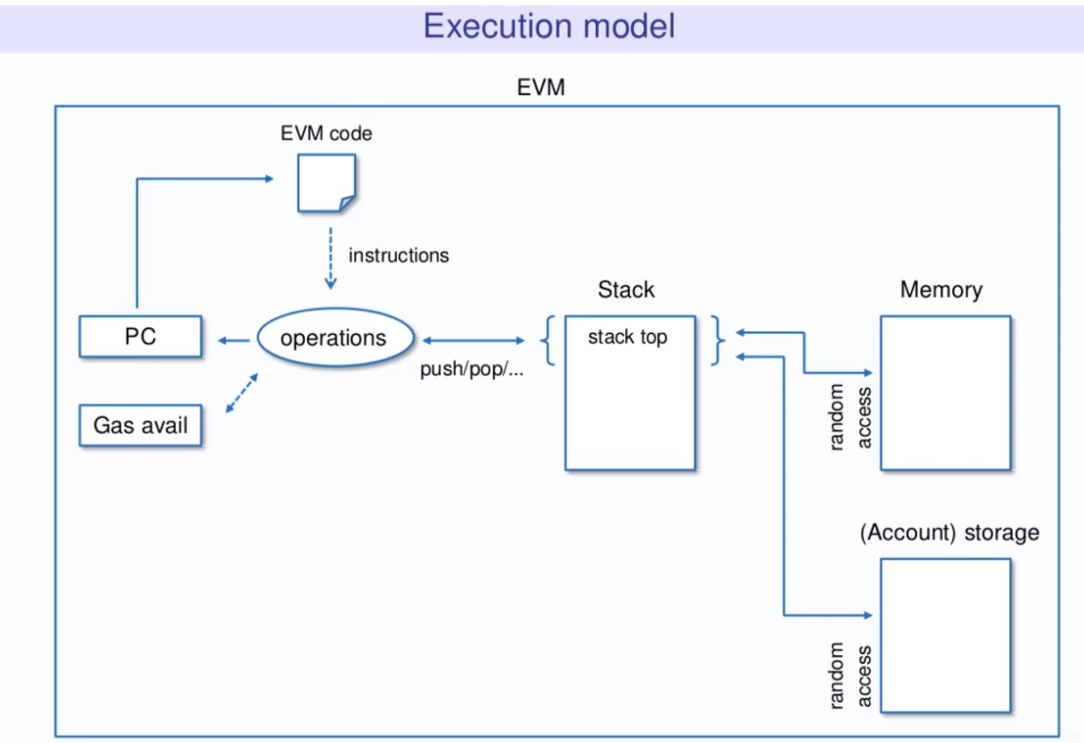 Execution model
EVM
EVM code
instructions
Stack
Memory
PC
operations
stack top
push/pop/...
random
access
Gas avail
(Account) storage
random
access